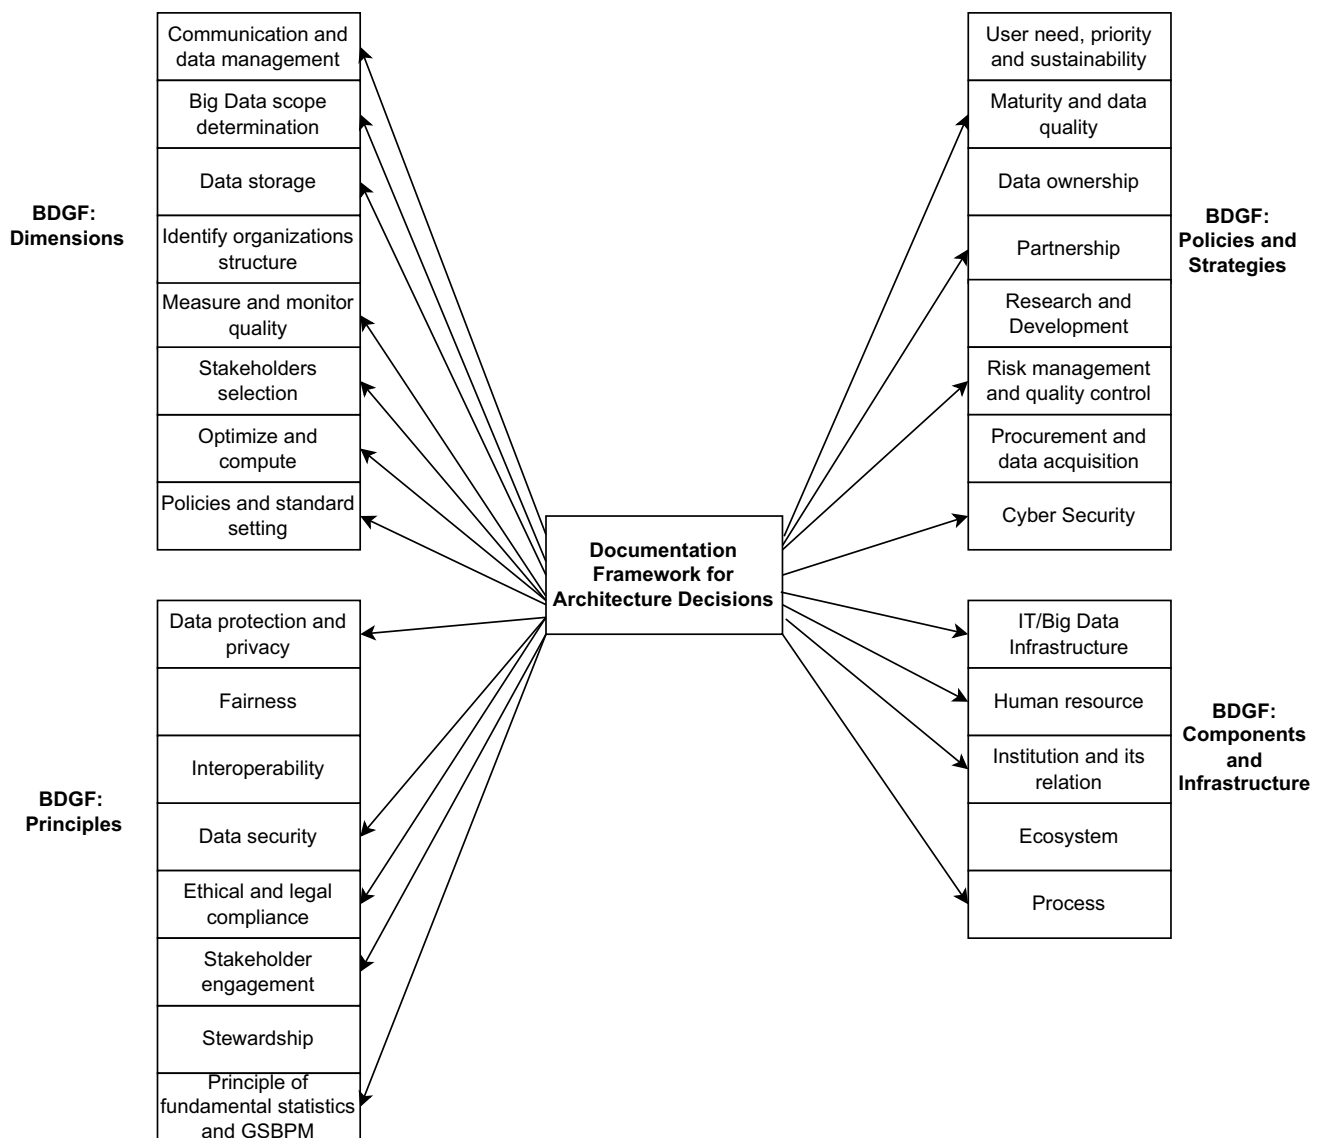 BDGF:
Dimensions
Communication and
data management
Big Data scope
determination
Data storage
Identify organizations
structure
Measure and monitor
quality
Stakeholders
selection
Optimize and
compute
Policies and standard
setting
BDGF:
Principles
Data protection and
privacy
Fairness
Interoperability
Data security
Ethical and legal
compliance
Stakeholder
engagement
Stewardship
Principle of
fundamental statistics
and GSBPM
Documentation
Framework for
Architecture Decisions
User need, priority
and sustainability
Maturity and data
quality
Data ownership
Partnership
Research and
Development
Risk management
and quality control
Procurement and
data acquisition
Cyber Security
BDGF:
Policies and
Strategies
IT/Big Data
Infrastructure
Human resource
Institution and its
relation
Ecosystem
Process
BDGF:
Components
and
Infrastructure